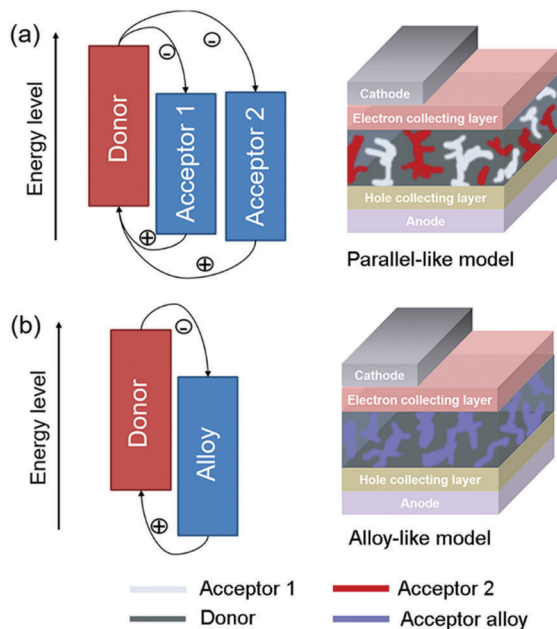 (a)
Energy level
Donor
Acceptor 1
Acceptor 2
Cathode
Electron collecting layer
Hole collecting layer
Anode
Parallel-like model
(b)
Energy level
Donor
Alloy
Cathode
Electron collecting layer
Hole collecting layer
Anode
Alloy-like model
Acceptor 1
Acceptor 2
Donor
Acceptor alloy